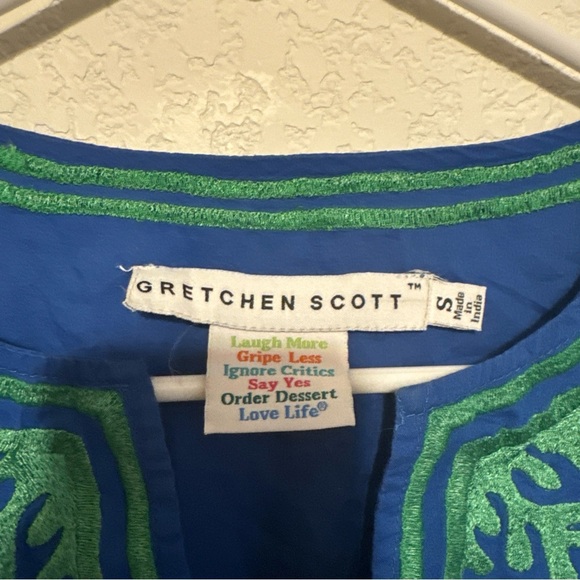 GRETCHEN SCOTT™
S
Made
in
India
Laugh More
Gripe Less
Ignore Critics
Say Yes
Order Dessert
Love Life®